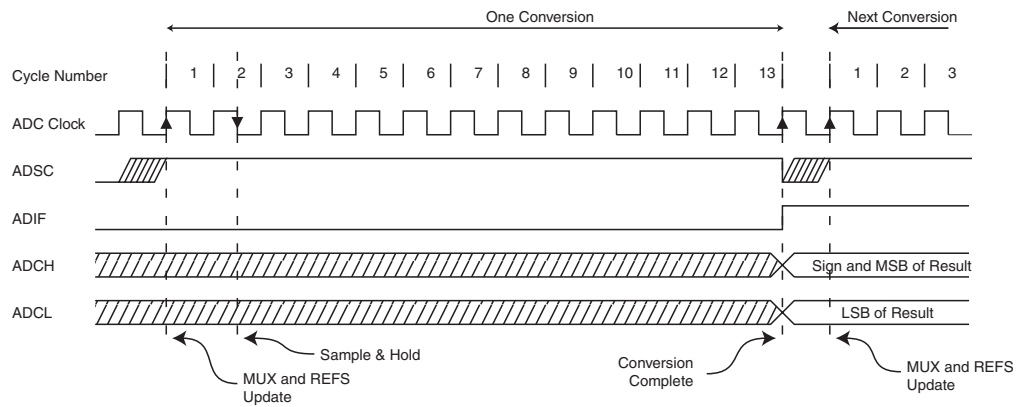 One Conversion
Next Conversion
Cycle Number 1 2 3 4 5 6 7 8 9 10 11 12 13 1 2 3
ADC Clock
ADSC
ADIF
ADCH
Sign and MSB of Result
ADCL
LSB of Result
Sample & Hold
MUX and REFS
Update
Conversion
Complete
MUX and REFS
Update